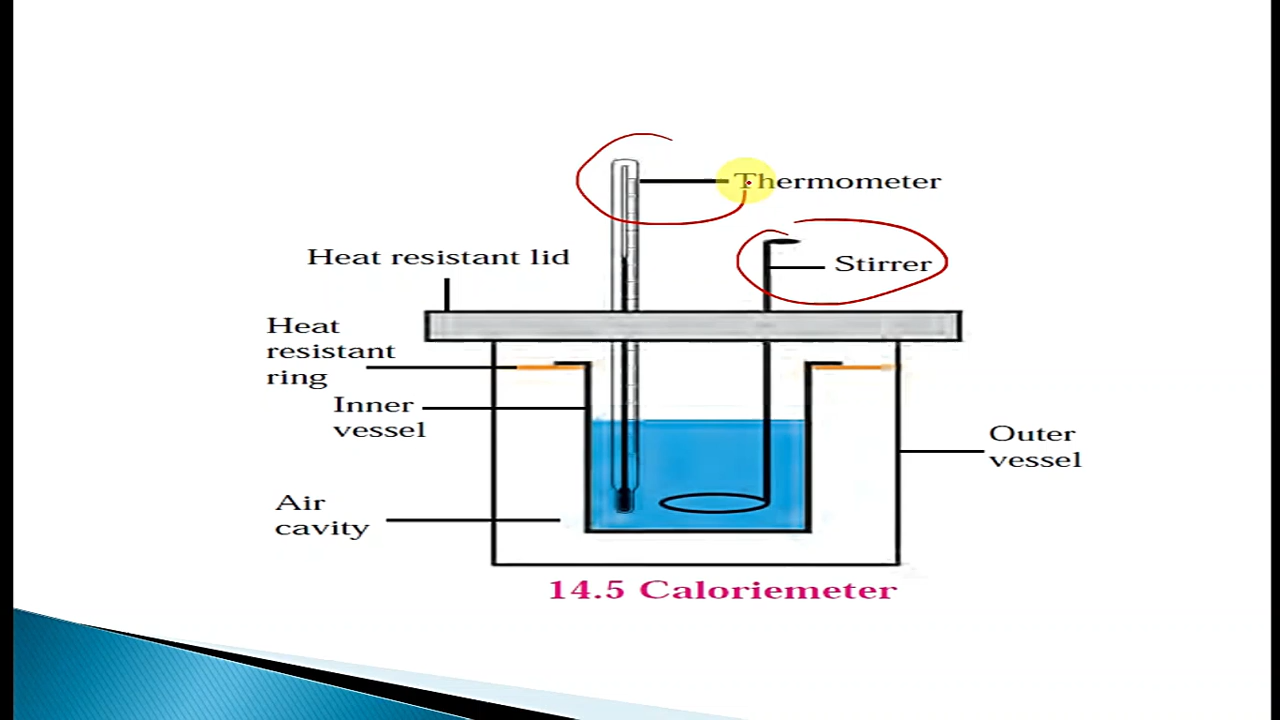 Thermometer
Stirrer
Heat resistant lid
Heat
resistant
ring
Inner
vessel
Outer
vessel
Air
cavity
14.5 Caloriemeter